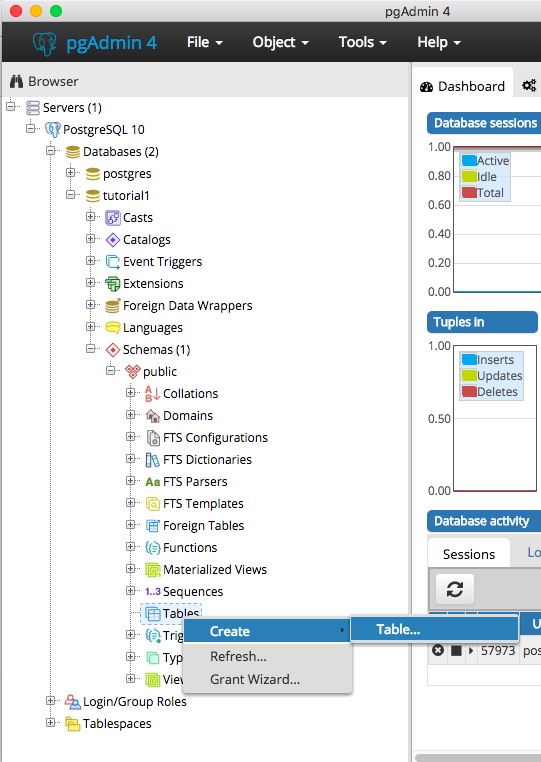 pgAdmin 4
pgAdmin 4 File Object Tools Help
Browser
Servers (1)
PostgreSQL 10
Databases (2)
postgres
tutorial1
Casts
Catalogs
Event Triggers
Extensions
Foreign Data Wrappers
Languages
Schemas (1)
public
Collations
Domains
FTS Configurations
FTS Dictionaries
FTS Parsers
FTS Templates
Foreign Tables
Functions
Materialized Views
1..3 Sequences
Tables
Trig
Typ
View
Login/Group Roles
Tablespaces
Create
Refresh...
Grant Wizard...
Table...
Dashboard
Database sessions
1.00
0.80
0.60
0.40
0.20
0.00
Active
Idle
Total
Tuples in
1.00
0.50
0.00
Inserts
Updates
Deletes
Database activity
Sessions Lo
U
57973 pos